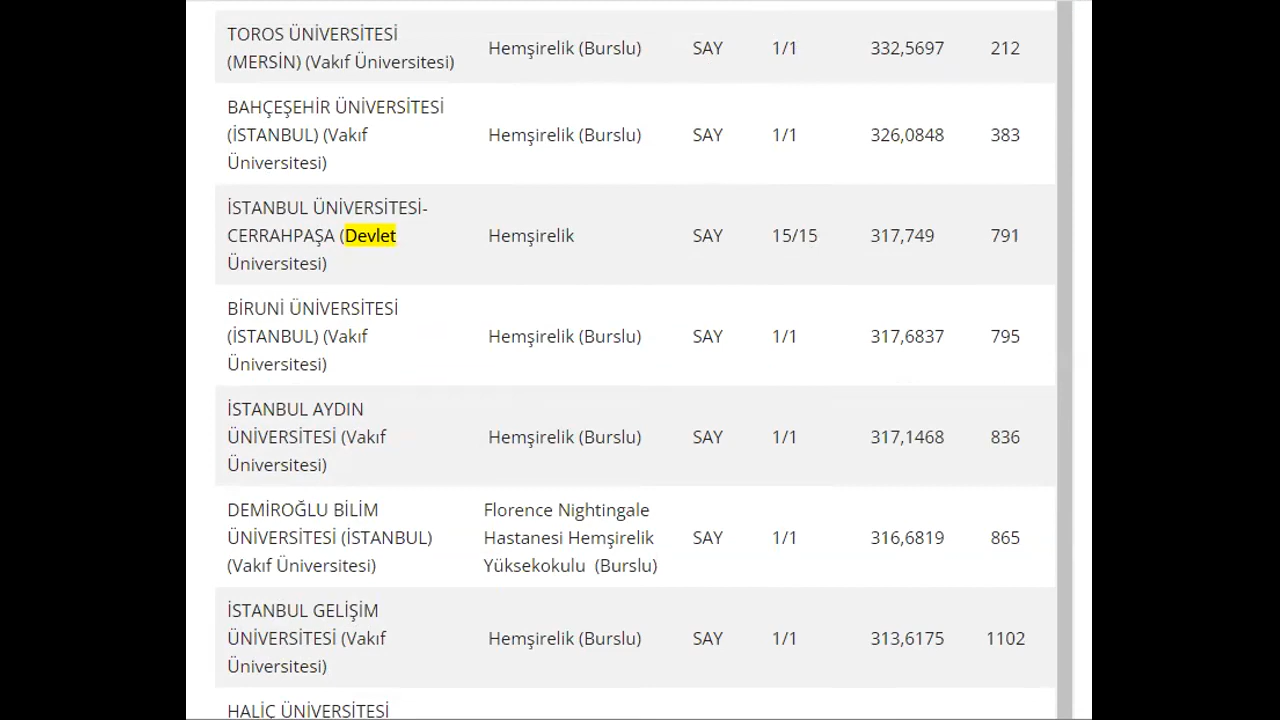 TOROS ÜNİVERSİTESİ
(MERSİN) (Vakıf Üniversitesi)
Hemşirelik (Burslu) SAY 1/1 332,5697 212
BAHÇEŞEHİR ÜNİVERSİTESİ
(İSTANBUL) (Vakıf
Üniversitesi)
Hemşirelik (Burslu) SAY 1/1 326,0848 383
İSTANBUL ÜNİVERSİTESİ-
CERRAHPAŞA (Devlet
Üniversitesi)
Hemşirelik SAY 15/15 317,749 791
BİRUNİ ÜNİVERSİTESİ
(İSTANBUL) (Vakıf
Üniversitesi)
Hemşirelik (Burslu) SAY 1/1 317,6837 795
İSTANBUL AYDIN
ÜNİVERSİTESİ (Vakıf
Üniversitesi)
Hemşirelik (Burslu) SAY 1/1 317,1468 836
DEMİROĞLU BİLİM
ÜNİVERSİTESİ (İSTANBUL)
(Vakıf Üniversitesi)
Florence Nightingale
Hastanesi Hemşirelik
Yüksekokulu (Burslu)
SAY 1/1 316,6819 865
İSTANBUL GELİŞİM
ÜNİVERSİTESİ (Vakıf
Üniversitesi)
Hemşirelik (Burslu) SAY 1/1 313,6175 1102
HALİÇ ÜNİVERSİTESİ